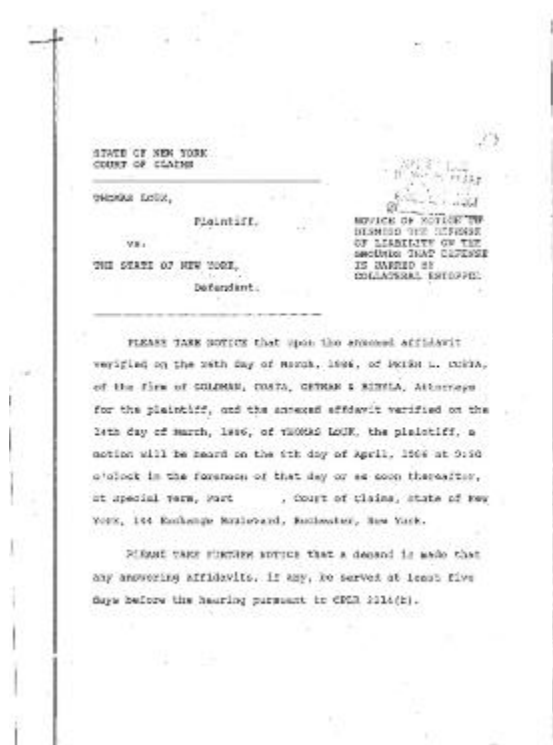 STATE OF NEW YORK
COURT OF CLAIMS
THOMAS LOUK,
Plaintiff,
vs.
THE STATE OF NEW YORK,
Defendant.
NOTICE OF MOTION TO
DISMISS THE DEFENSE
OF LIABILITY ON THE
GROUNDS THAT DEFENSE
IS BARRED BY
COLLATERAL ESTOPPEL
PLEASE TAKE NOTICE that upon the annexed affidavit
verified on the day of March, 1986, of L. COSTA,
of the firm of GOLDMAN, COSTA, & Attorneys
for the plaintiff, and the annexed affidavit verified on the
24th day of March, 1986, of THOMAS LOUK, the plaintiff, a
motion will be heard on the day of April, 1986 at 9:30
o'clock in the forenoon of that day or as soon thereafter,
at Special Term, Part , Court of Claims, State of New
York, 144 Exchange Boulevard, Rochester, New York.
PLEASE TAKE FURTHER NOTICE that a demand is made that
any answering affidavits, if any, be served at least five
days before the hearing pursuant to CPLR 2214(b).